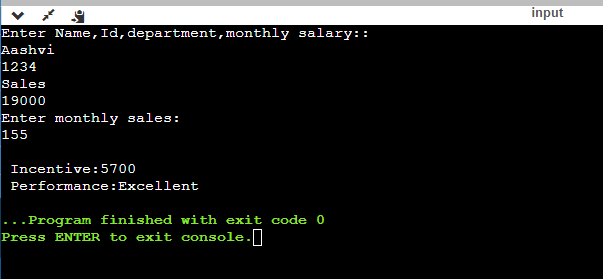 input
Enter Name,Id,department,monthly salary::
Aashvi
1234
Sales
19000
Enter monthly sales:
155
Incentive:5700
Performance:Excellent
...Program finished with exit code 0
Press ENTER to exit console.